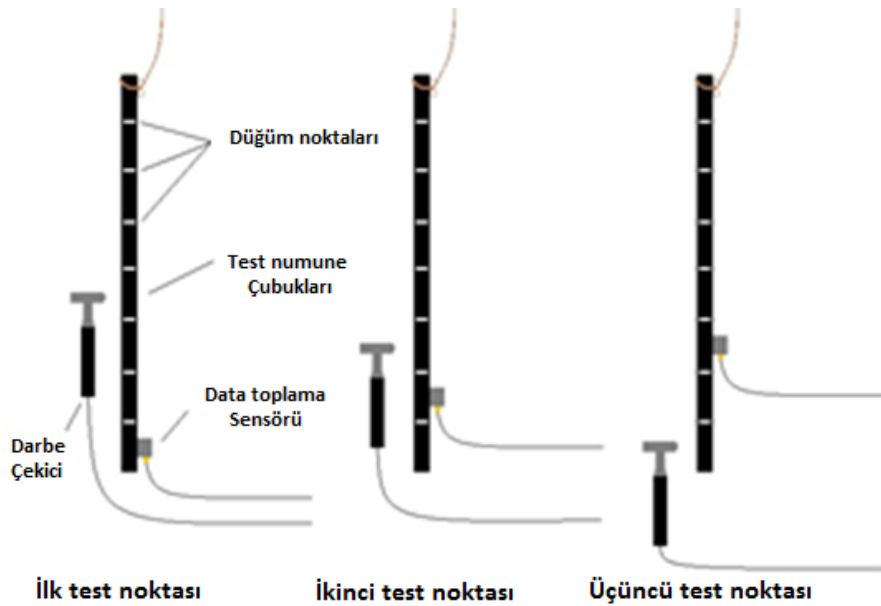 Düğüm noktaları
Test numune
Çubukları
Data toplama
Sensörü
Darbe
Çekici
İlk test noktası
İkinci test noktası
Üçüncü test noktası